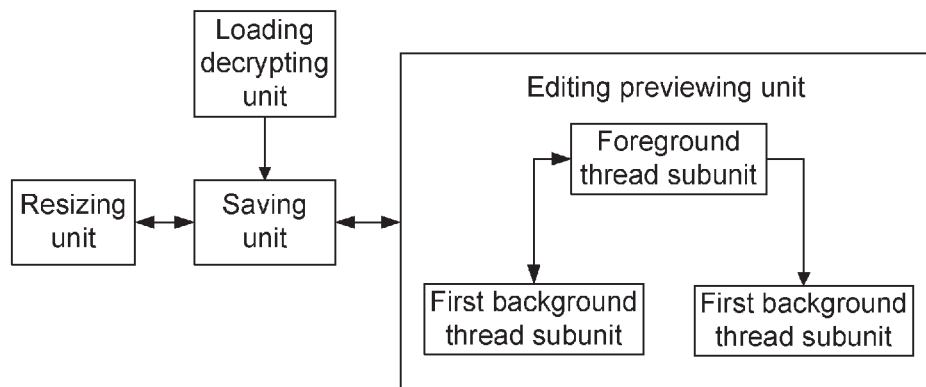 Loading
decrypting
unit
Editing previewing unit
Foreground
thread subunit
Resizing
unit
Saving
unit
First background
thread subunit
First background
thread subunit